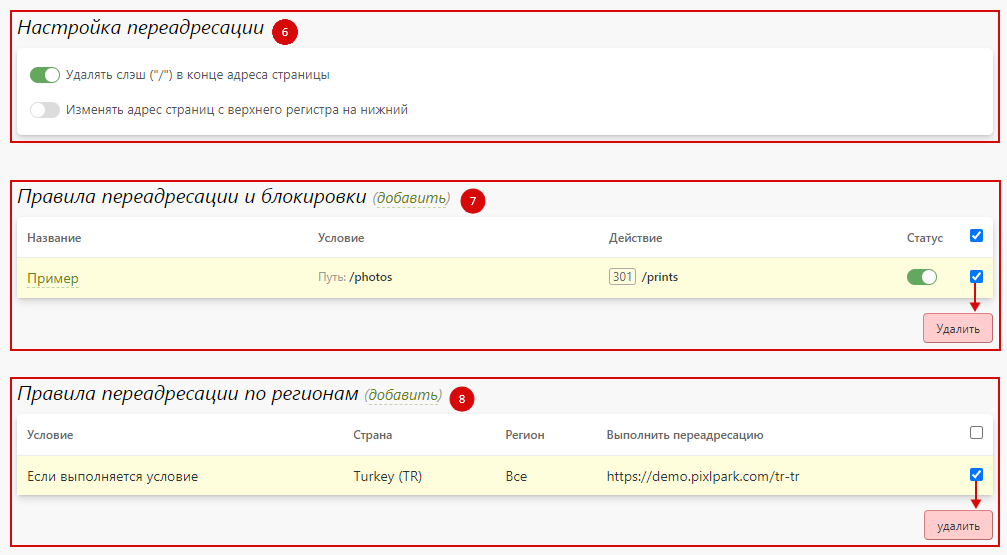 Настройка переадресации 6
Удалять слэш ("/") в конце адреса страницы
Изменять адрес страниц с верхнего регистра на нижний
Правила переадресации и блокировки (добавить) 7
Название Условие Действие Статус
Пример Путь: /photos 301 /prints
Удалить
Правила переадресации по регионам (добавить) 8
Условие Страна Регион Выполнить переадресацию
Если выполняется условие Turkey (TR) Все https://demo.pixlpark.com/tr-tr
удалить